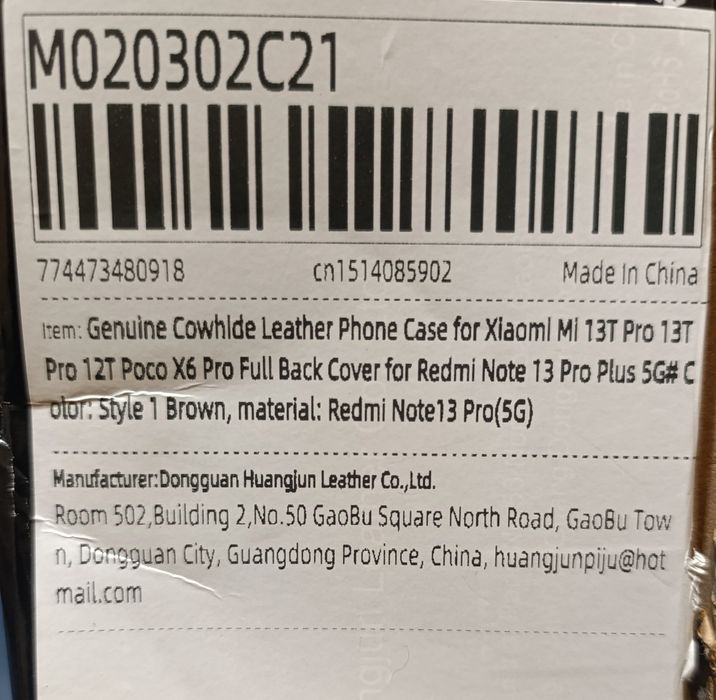 M020302C21
774473480918 cn1514085902 Made In China
Item: Genuine Cowhide Leather Phone Case for Xiaomi Mi 13T Pro 13T
Pro 12T Poco X6 Pro Full Back Cover for Redmi Note 13 Pro Plus 5G# C
olor: Style 1 Brown, material: Redmi Note13 Pro(5G)
Manufacturer:Dongguan Huangjun Leather Co.,Ltd.
Room 502,Building 2,No.50 GaoBu Square North Road, GaoBu Tow
n, Dongguan City, Guangdong Province, China, huangjunpiju@hot
mail.com